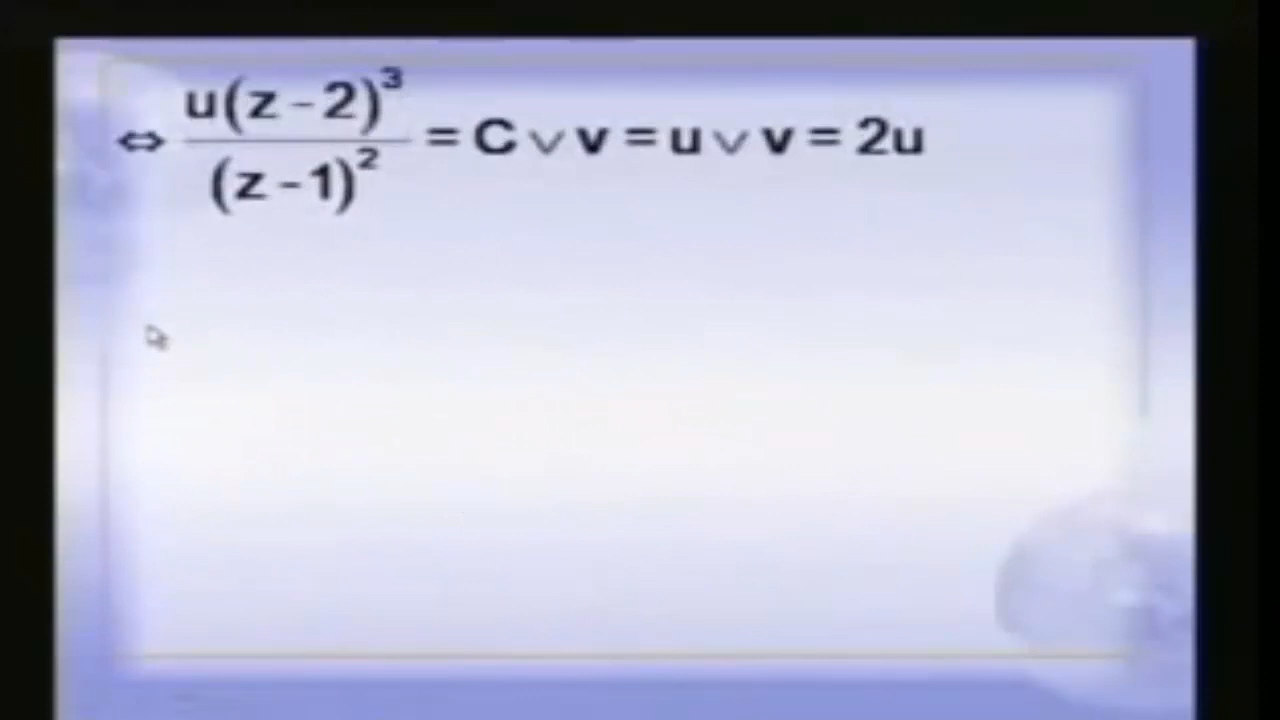 ⇔ u(z-2)³/(z-1)² = C ∨ v = u ∨ v = 2u